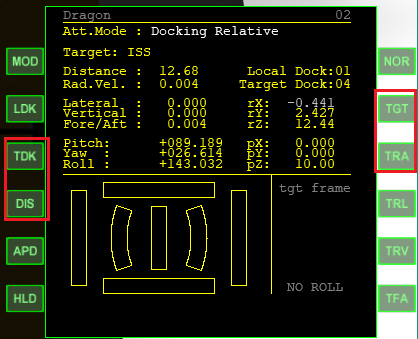 Dragon 02
Att.Mode : Docking Relative
MOD Target: ISS NOR
Distance : 12.68 Local Dock:01
Rad.Vel. : 0.004 Target Dock:04
LDK Lateral : 0.000 rX: -0.441 TGT
Vertical : 0.000 rY: 2.427
Fore/Aft : 0.004 rZ: 12.44
TDK Pitch: +089.189 pX: 0.000 TRA
Yaw : +026.614 pY: 0.000
Roll : +143.032 pZ: 10.00
tgt frame
DIS TRL
APD TRV
HLD NO ROLL TFA